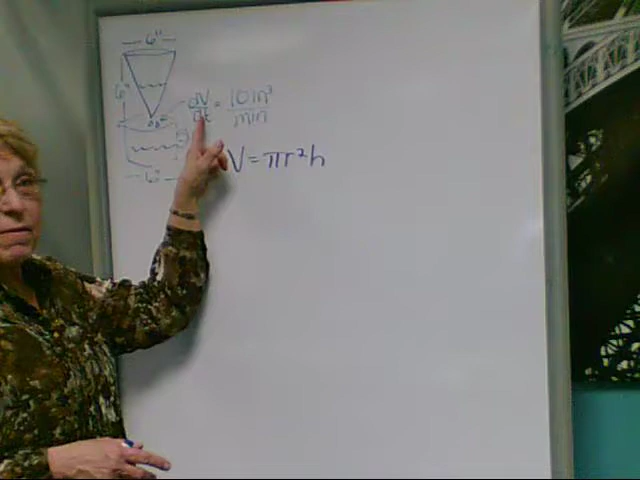 6"
6"
dV/dt = 10 in³/min
V = πr²h
6"